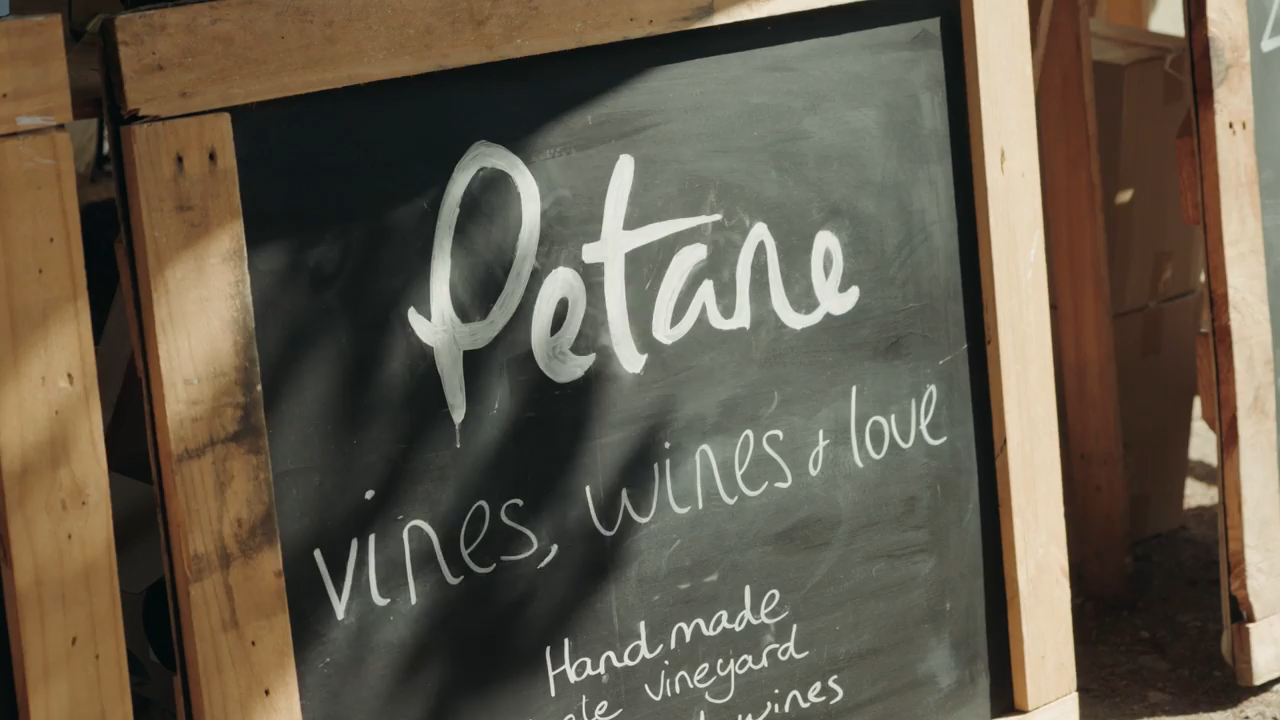 Petane
vines, wines & love
Hand made
vineyard
wines